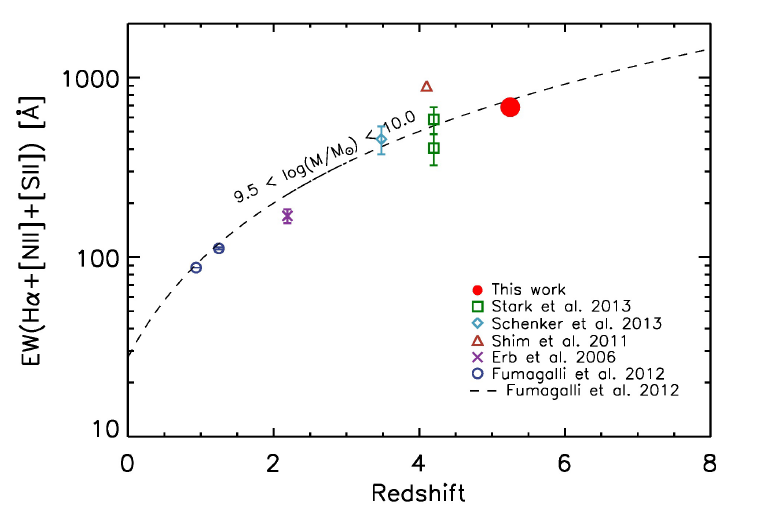 1000
100
10
EW(Hα+[NII]+[SII]) [Å]
9.5 < log(M/M☉) < 10.0
This work
Stark et al. 2013
Schenker et al. 2013
Shim et al. 2011
Erb et al. 2006
Fumagalli et al. 2012
Fumagalli et al. 2012
0 2 4 6 8
Redshift